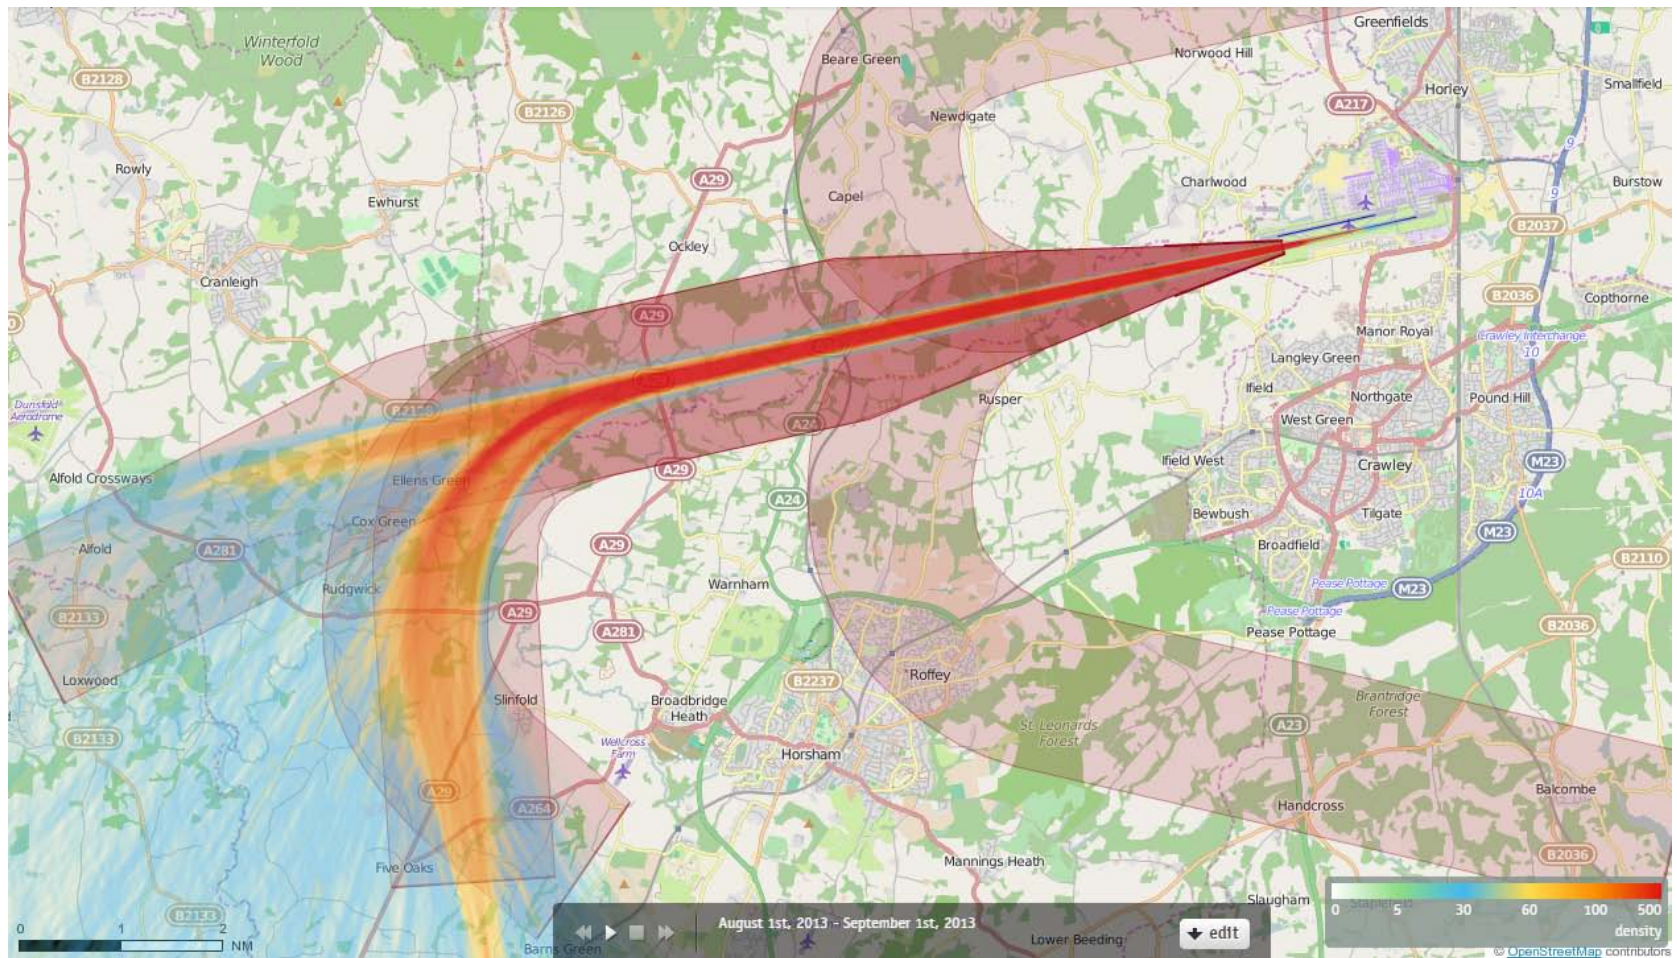 Greenfields
Winterfold
Wood
Beare Green
Norwood Hill
B2128
Smallfield
Horley
A217
B2126
Newdigate
9
Rowly
A29
Charlwood
Burstow
9
Ewhurst
Capel
B2037
Ockley
Cranleigh
B2036
Copthorne
A29
Manor Royal
Crawley Interchange
10
Langley Green
Ifield
Northgate
Pound Hill
Dunsfold
Aerodrome
Rusper
West Green
A24
Alfold Crossways
Ellens Green
A29
Ifield West
Crawley
M23
A24
10A
Cox Green
Bewbush
Tilgate
M23
Alfold
A281
A29
Broadfield
B2110
Rudgwick
Warnham
Pease Pottage
M23
B2133
A29
Pease Pottage
A281
Pease Pottage
B2036
Loxwood
B2237
Roffey
Slinfold
Broadbridge
Heath
Brantridge
Forest
B2133
St. Leonards
Forest
A23
Wellcross
Farm
Horsham
A29
A264
Handcross
Balcombe
Five Oaks
Mannings Heath
B2036
B2133
Slaugham
0 1 2
NM
August 1st, 2013 - September 1st, 2013
edit
0 5 30 60 100 500
density
Barns Green
Lower Beeding
© OpenStreetMap contributors